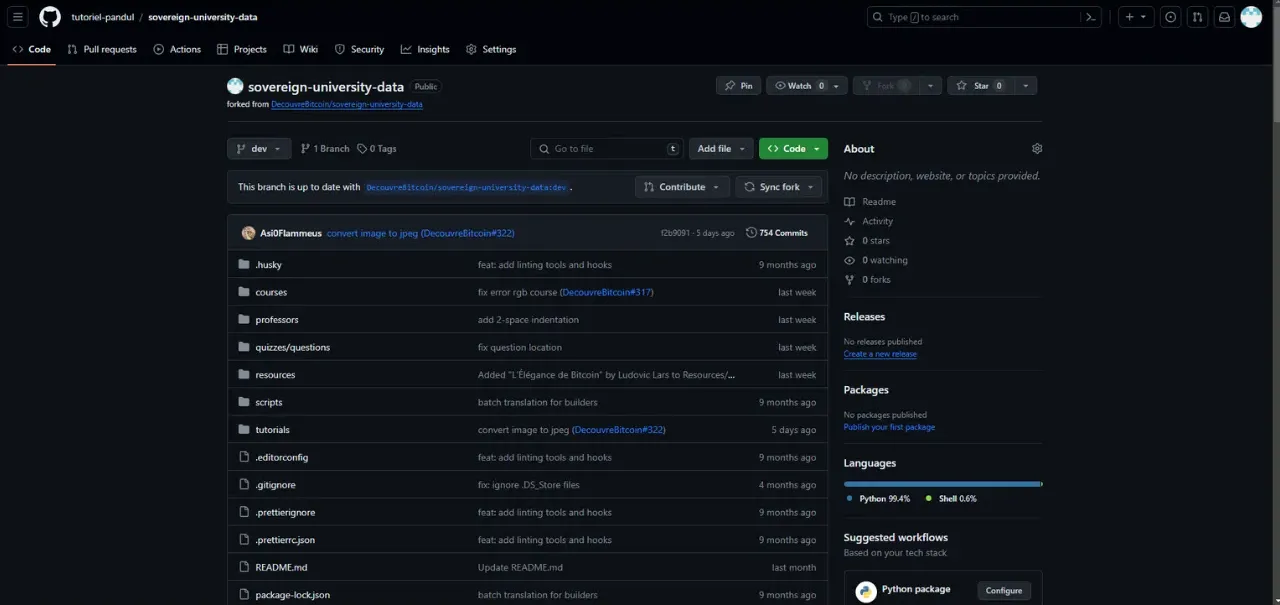 tutoriel-pandul / sovereign-university-data
Type / to search
Code Pull requests Actions Projects Wiki Security Insights Settings
sovereign-university-data Public
Pin Watch 0 Fork 0 Star 0
forked from DecouvreBitcoin/sovereign-university-data
dev 1 Branch 0 Tags Go to file t Add file Code
This branch is up to date with DecouvreBitcoin/sovereign-university-data:dev . Contribute Sync fork
Asi0Flammeus convert image to jpeg (DecouvreBitcoin#322) f2b9091 · 5 days ago 754 Commits
.husky feat: add linting tools and hooks 9 months ago
courses fix error rgb course (DecouvreBitcoin#317) last week
professors add 2-space indentation last week
quizzes/questions fix question location last week
resources Added "L'Élégance de Bitcoin" by Ludovic Lars to Resources/... last week
scripts batch translation for builders 9 months ago
tutorials convert image to jpeg (DecouvreBitcoin#322) 5 days ago
.editorconfig feat: add linting tools and hooks 9 months ago
.gitignore fix: ignore .DS_Store files 4 months ago
.prettierignore feat: add linting tools and hooks 9 months ago
.prettierrc.json feat: add linting tools and hooks 9 months ago
README.md Update README.md last month
package-lock.json batch translation for builders 9 months ago
About
No description, website, or topics provided.
Readme
Activity
0 stars
0 watching
0 forks
Releases
No releases published
Create a new release
Packages
No packages published
Publish your first package
Languages
Python 99.4% Shell 0.6%
Suggested workflows
Based on your tech stack
Python package Configure